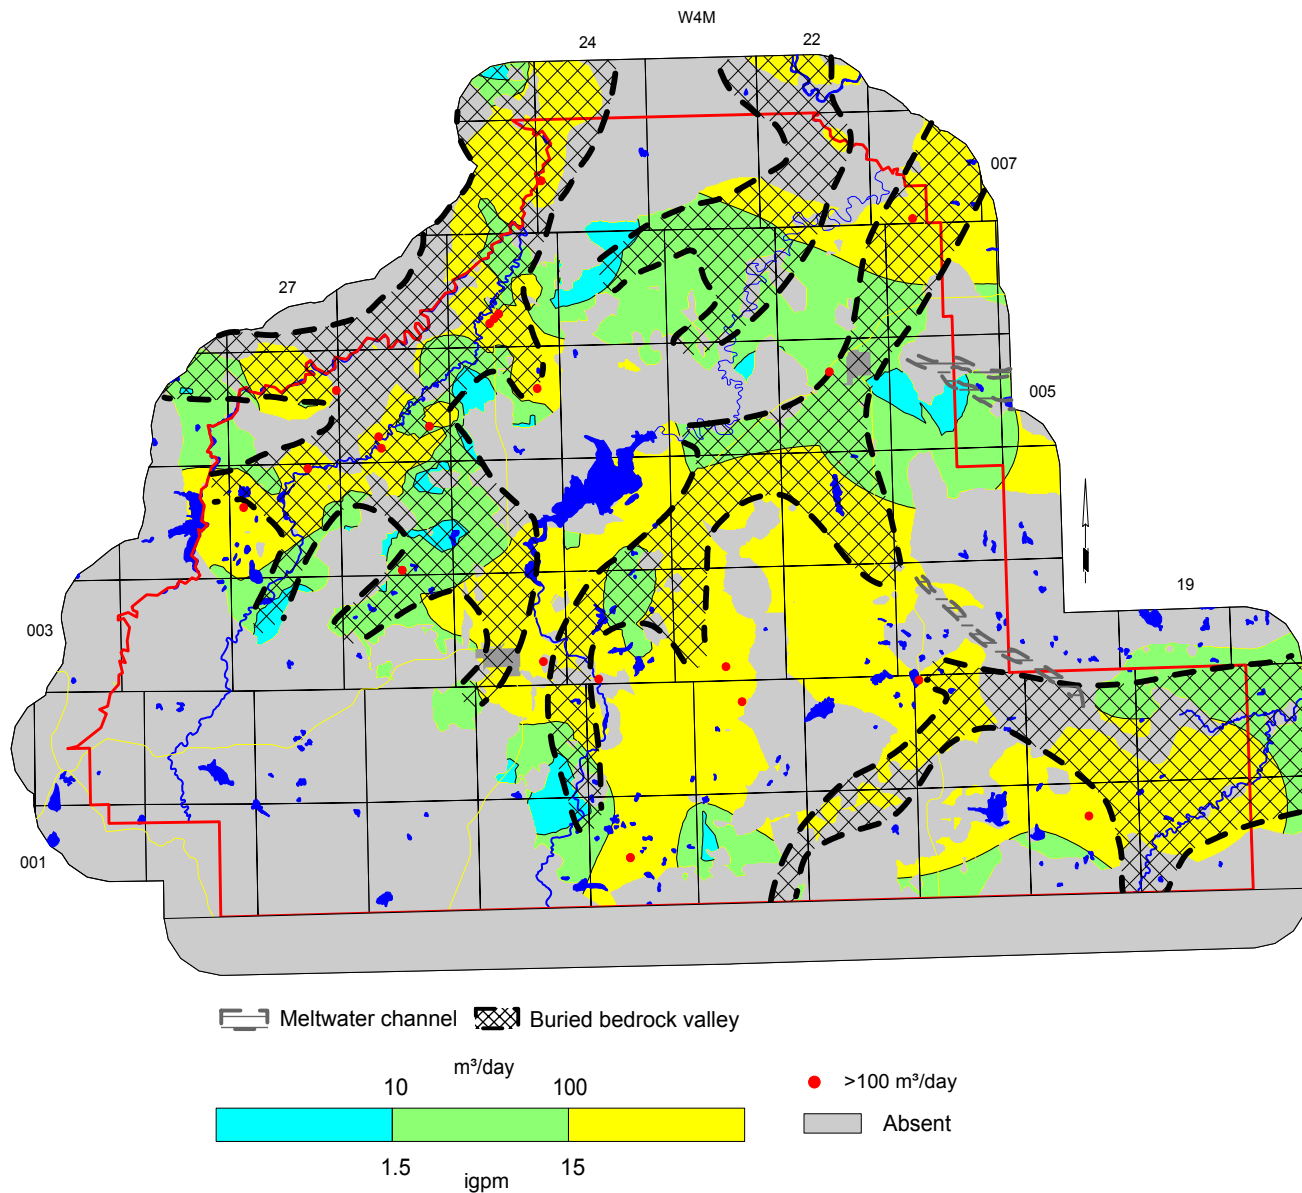 W4M
24
22
007
27
005
19
003
001
Meltwater channel
Buried bedrock valley
m³/day
10
100
>100 m³/day
Absent
1.5
15
igpm